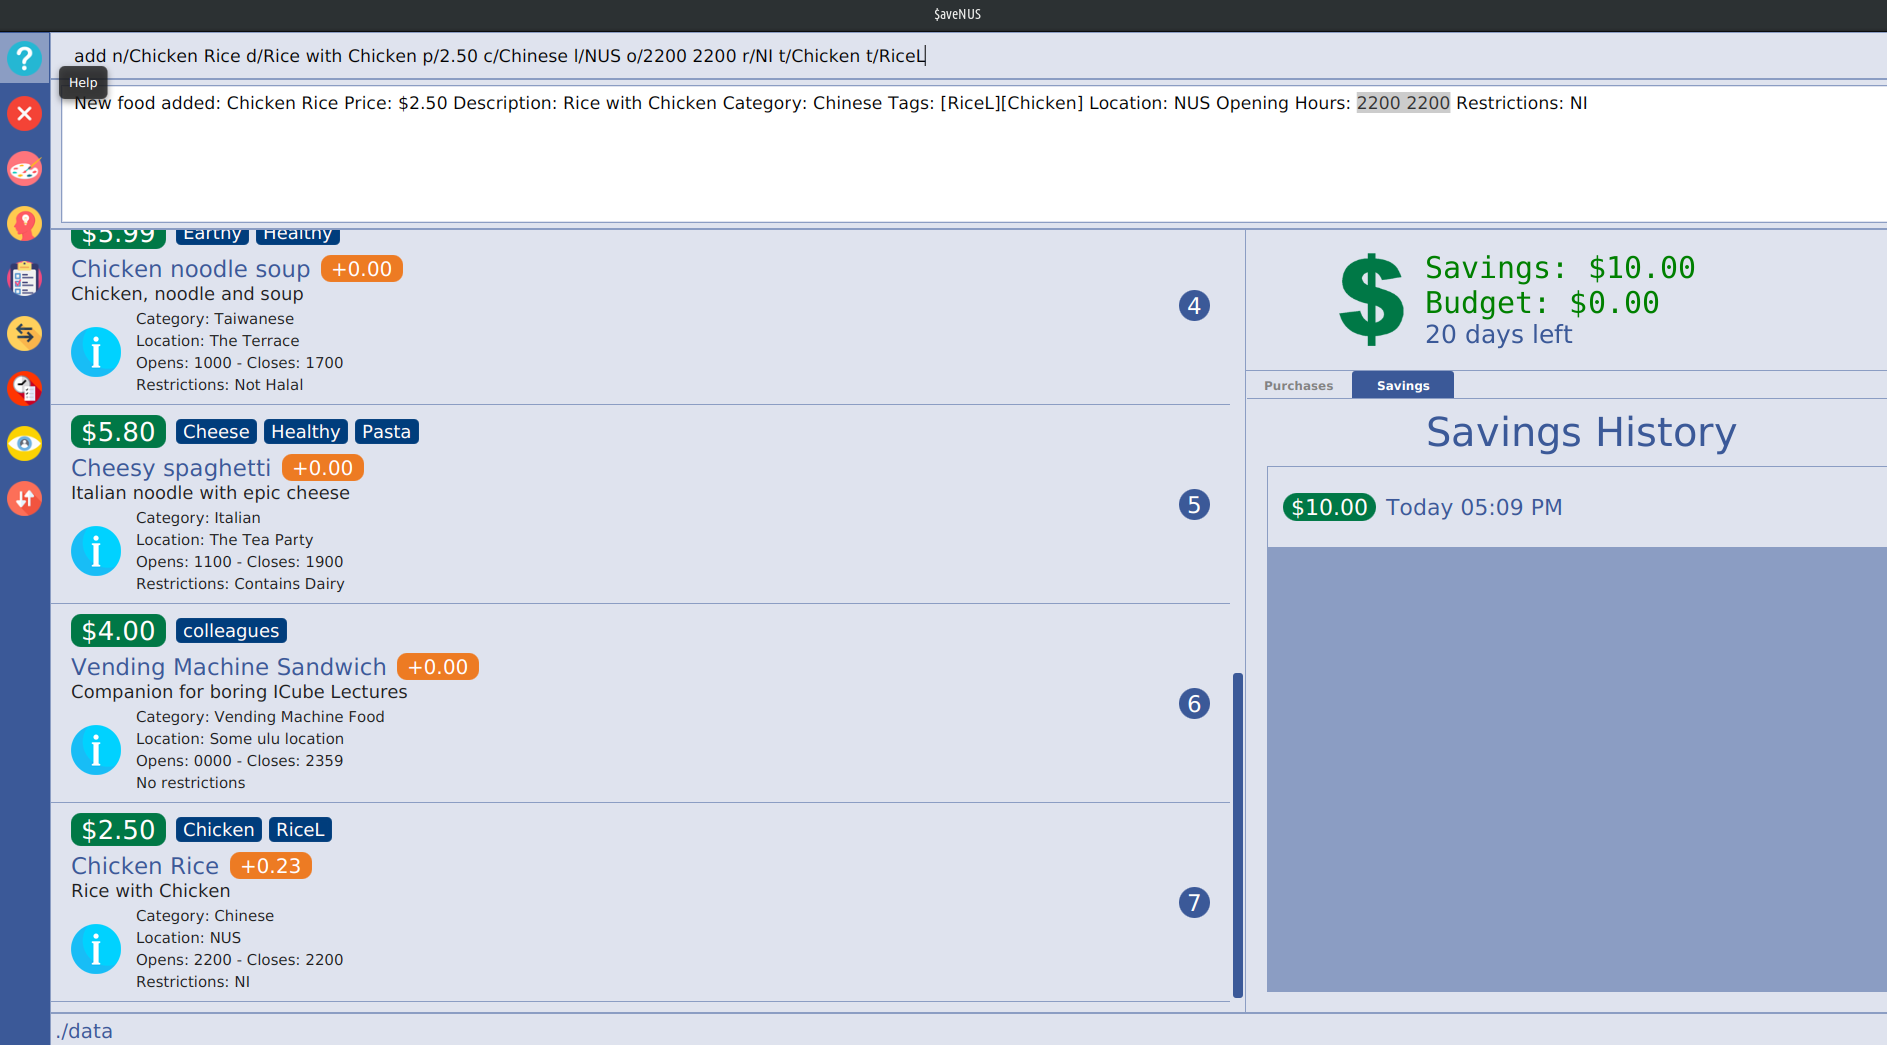 $aveNUS
add n/Chicken Rice d/Rice with Chicken p/2.50 c/Chinese l/NUS o/2200 2200 r/NI t/Chicken t/RiceL
Help
New food added: Chicken Rice Price: $2.50 Description: Rice with Chicken Category: Chinese Tags: [RiceL][Chicken] Location: NUS Opening Hours: 2200 2200 Restrictions: NI
$5.99 Earthy Healthy
Chicken noodle soup +0.00
Chicken, noodle and soup
4
Category: Taiwanese
Location: The Terrace
Opens: 1000 - Closes: 1700
Restrictions: Not Halal
$5.80 Cheese Healthy Pasta
Cheesy spaghetti +0.00
Italian noodle with epic cheese
5
Category: Italian
Location: The Tea Party
Opens: 1100 - Closes: 1900
Restrictions: Contains Dairy
$4.00 colleagues
Vending Machine Sandwich +0.00
Companion for boring ICube Lectures
6
Category: Vending Machine Food
Location: Some ulu location
Opens: 0000 - Closes: 2359
No restrictions
$2.50 Chicken RiceL
Chicken Rice +0.23
Rice with Chicken
7
Category: Chinese
Location: NUS
Opens: 2200 - Closes: 2200
Restrictions: NI
$
Savings: $10.00
Budget: $0.00
20 days left
Purchases Savings
Savings History
$10.00 Today 05:09 PM
./data